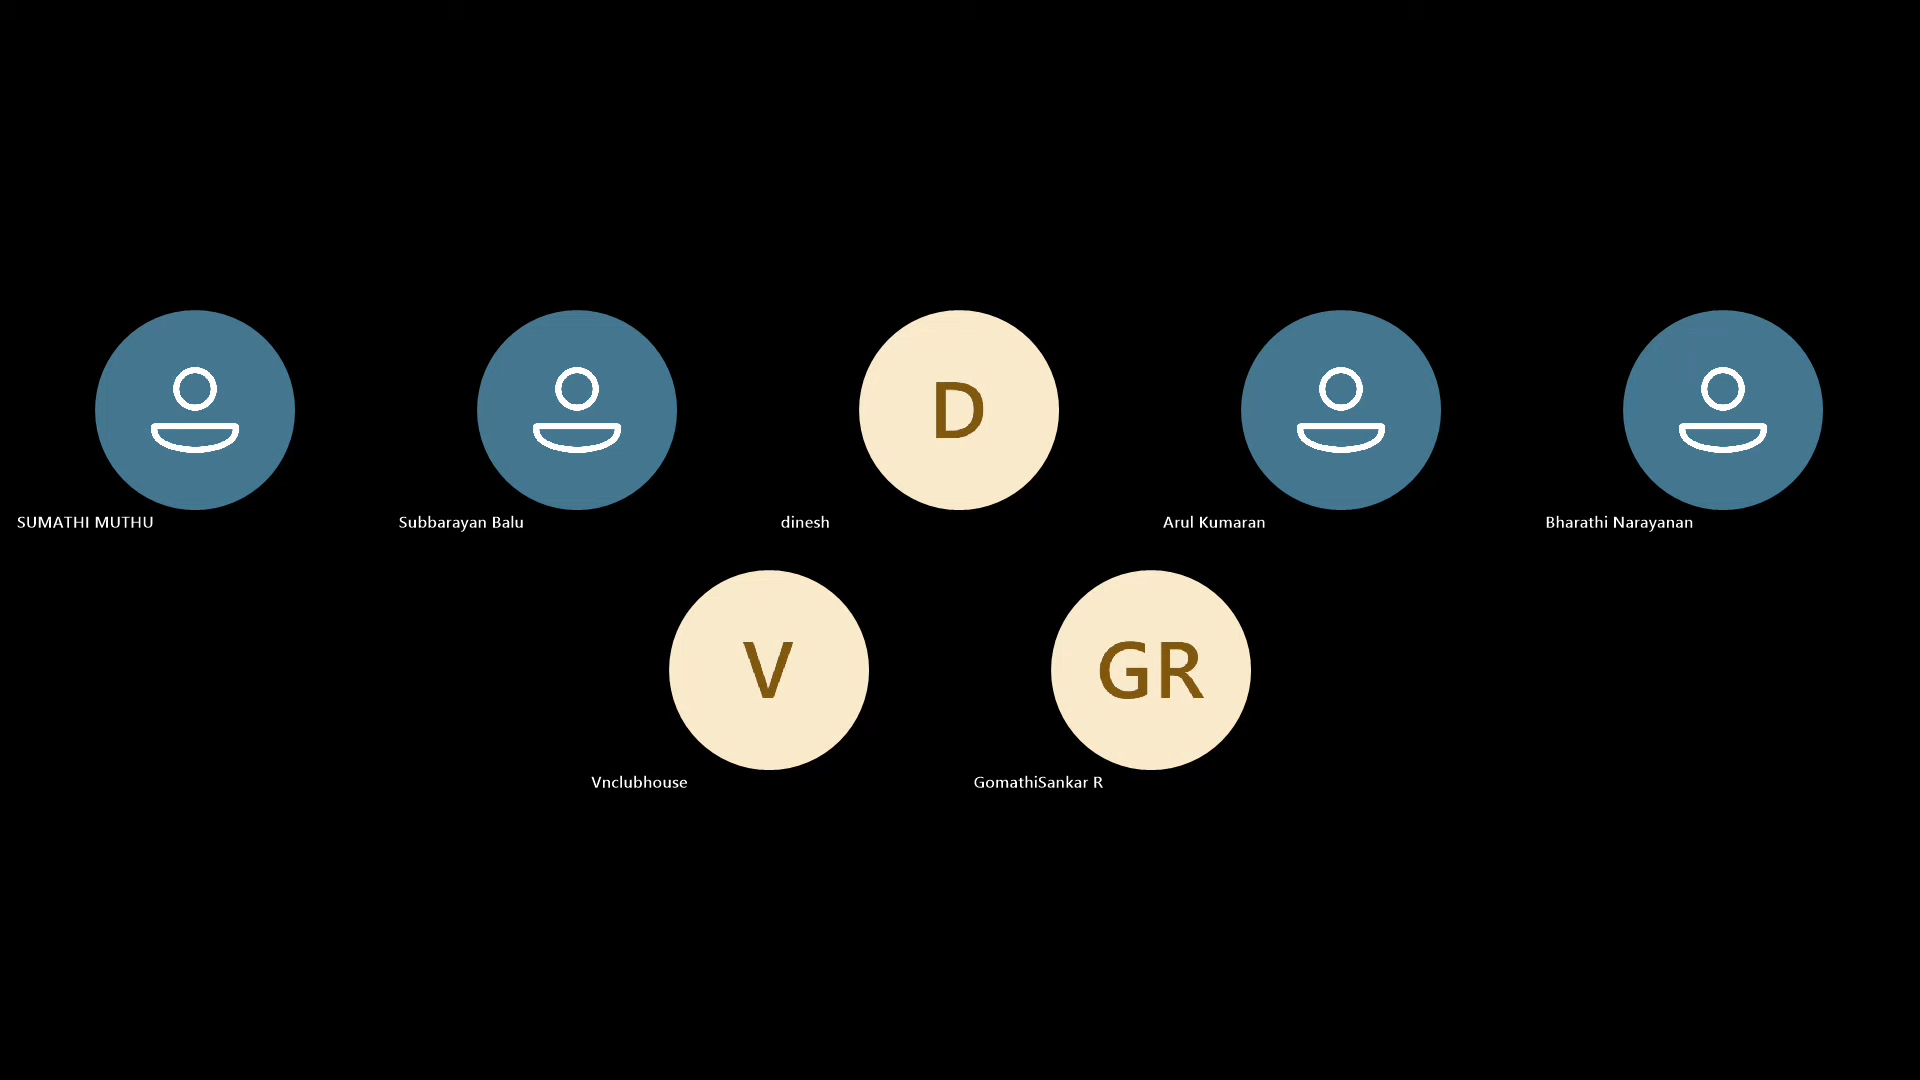 D
SUMATHI MUTHU
Subbarayan Balu
dinesh
Arul Kumaran
Bharathi Narayanan
V
GR
Vnclubhouse
GomathiSankar R